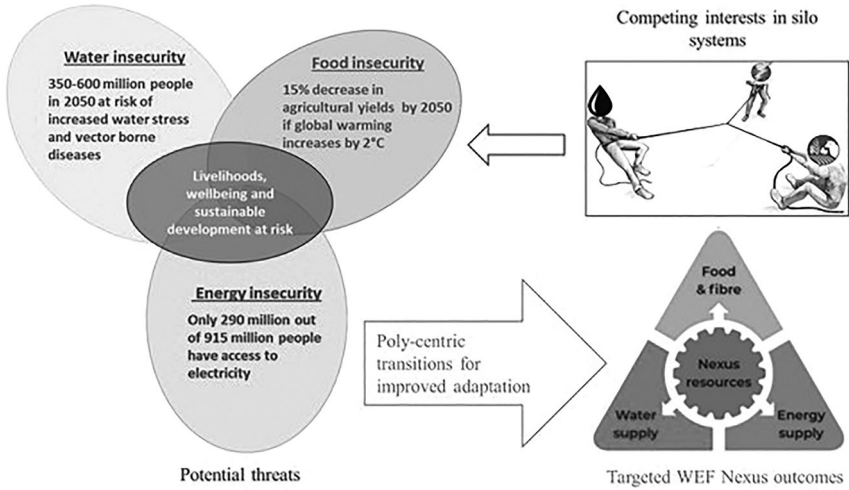 Water insecurity
350-600 million people
in 2050 at risk of
increased water stress
and vector borne
diseases
Food insecurity
15% decrease in
agricultural yields by 2050
if global warming
increases by 2°C
Livelihoods,
wellbeing and
sustainable
development at risk
Energy insecurity
Only 290 million out
of 915 million people
have access to
electricity
Potential threats
Competing interests in silo
systems
Poly-centric
transitions for
improved adaptation
Food
& fibre
Nexus
resources
Water
supply
Energy
supply
Targeted WEF Nexus outcomes